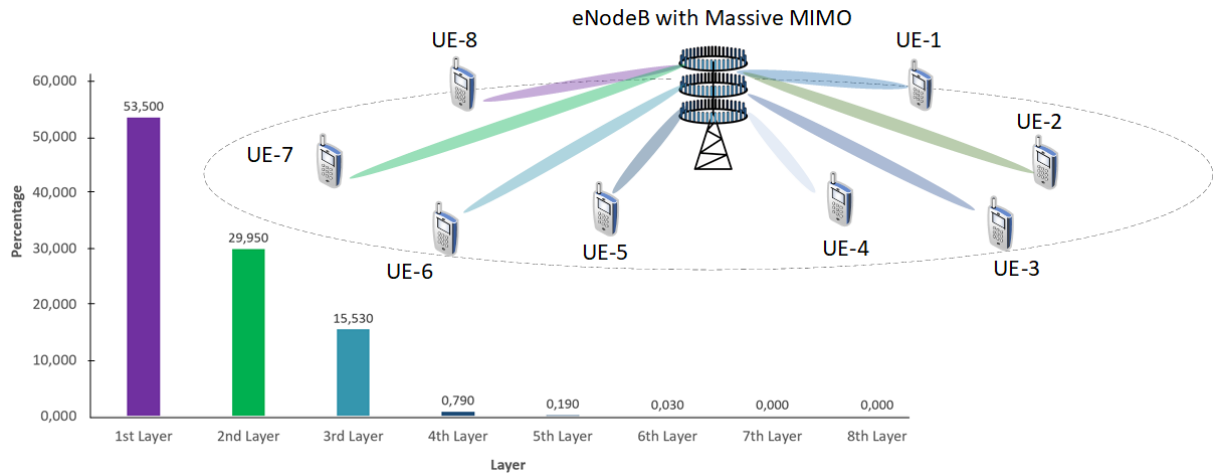 eNodeB with Massive MIMO
UE-8
UE-1
UE-2
UE-7
UE-6
UE-5
UE-4
UE-3
Percentage
60,000
50,000
40,000
30,000
20,000
10,000
0,000
53,500
29,950
15,530
0,790
0,190
0,030
0,000
0,000
1st Layer
2nd Layer
3rd Layer
4th Layer
5th Layer
6th Layer
7th Layer
8th Layer
Layer